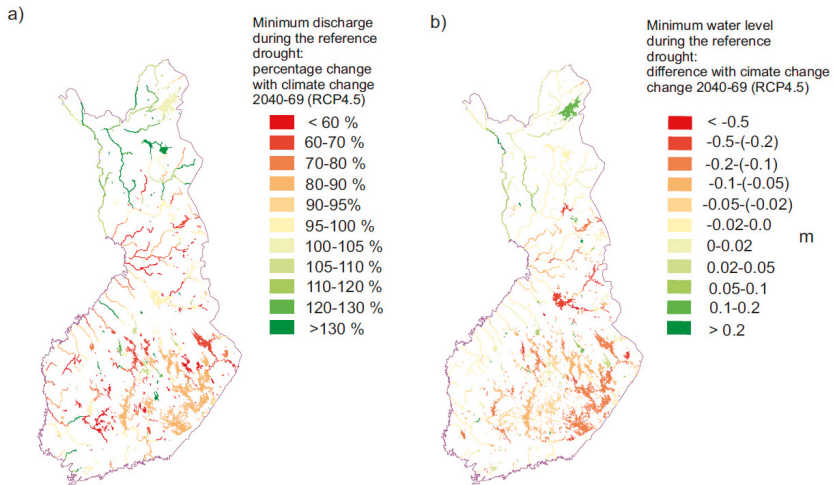 a)
Minimum discharge
during the reference
drought:
percentage change
with climate change
2040-69 (RCP4.5)
< 60 %
60-70 %
70-80 %
80-90 %
90-95%
95-100 %
100-105 %
105-110 %
110-120 %
120-130 %
>130 %
b)
Minimum water level
during the reference
drought:
difference with cimate change
change 2040-69 (RCP4.5)
< -0.5
-0.5-(-0.2)
-0.2-(-0.1)
-0.1-(-0.05)
-0.05-(-0.02)
-0.02-0.0
0-0.02
0.02-0.05
0.05-0.1
0.1-0.2
> 0.2
m